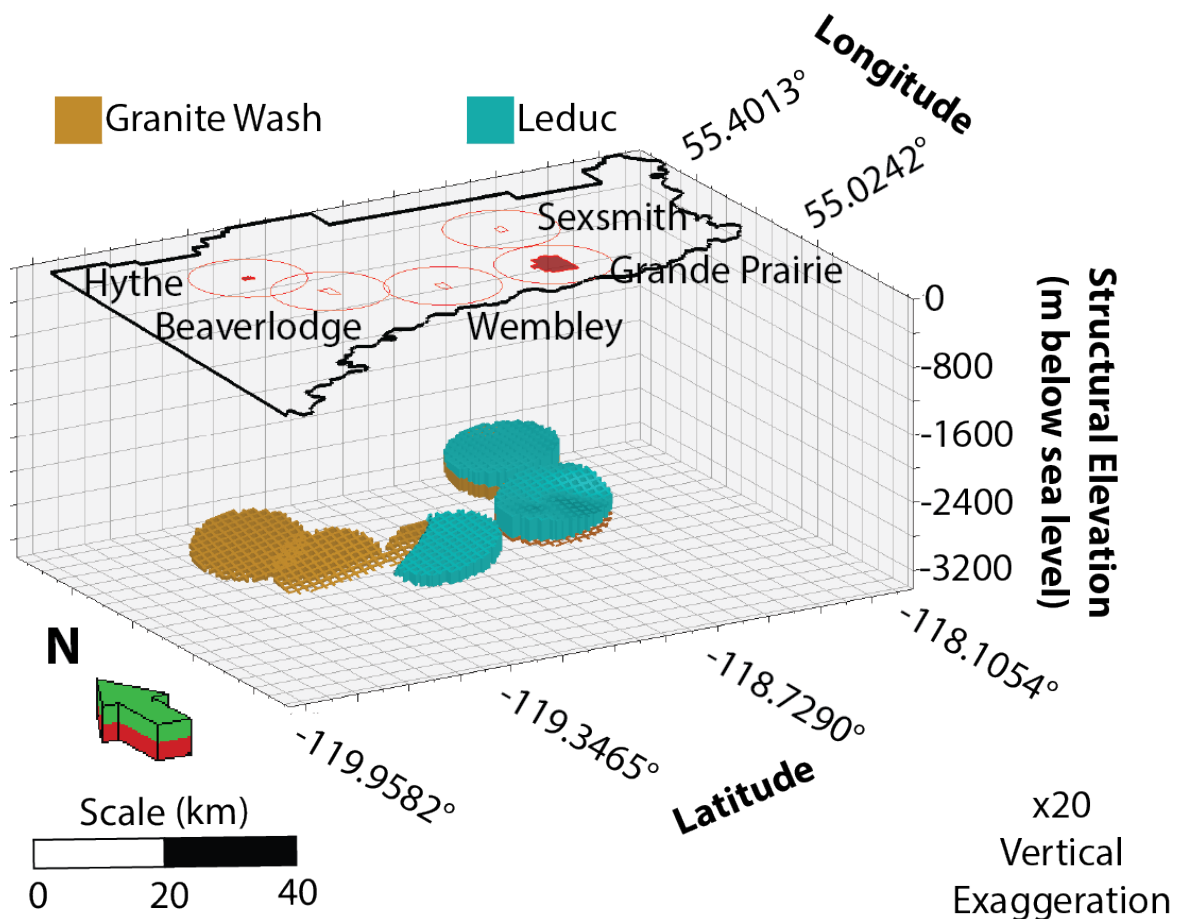 Longitude
55.4013°
55.0242°
Granite Wash
Leduc
Sexsmith
Grande Prairie
Hythe
Beaverlodge
Wembley
0
-800
-1600
-2400
-3200
Structural Elevation
(m below sea level)
-118.1054°
-118.7290°
-119.3465°
-119.9582°
Latitude
N
Scale (km)
0 20 40
x20
Vertical
Exaggeration